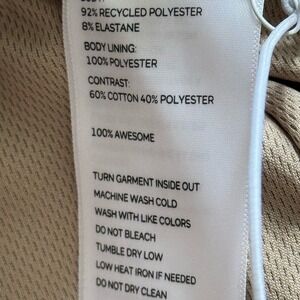 92% RECYCLED POLYESTER
8% ELASTANE
BODY LINING:
100% POLYESTER
CONTRAST:
60% COTTON 40% POLYESTER
100% AWESOME
TURN GARMENT INSIDE OUT
MACHINE WASH COLD
WASH WITH LIKE COLORS
DO NOT BLEACH
TUMBLE DRY LOW
LOW HEAT IRON IF NEEDED
DO NOT DRY CLEAN